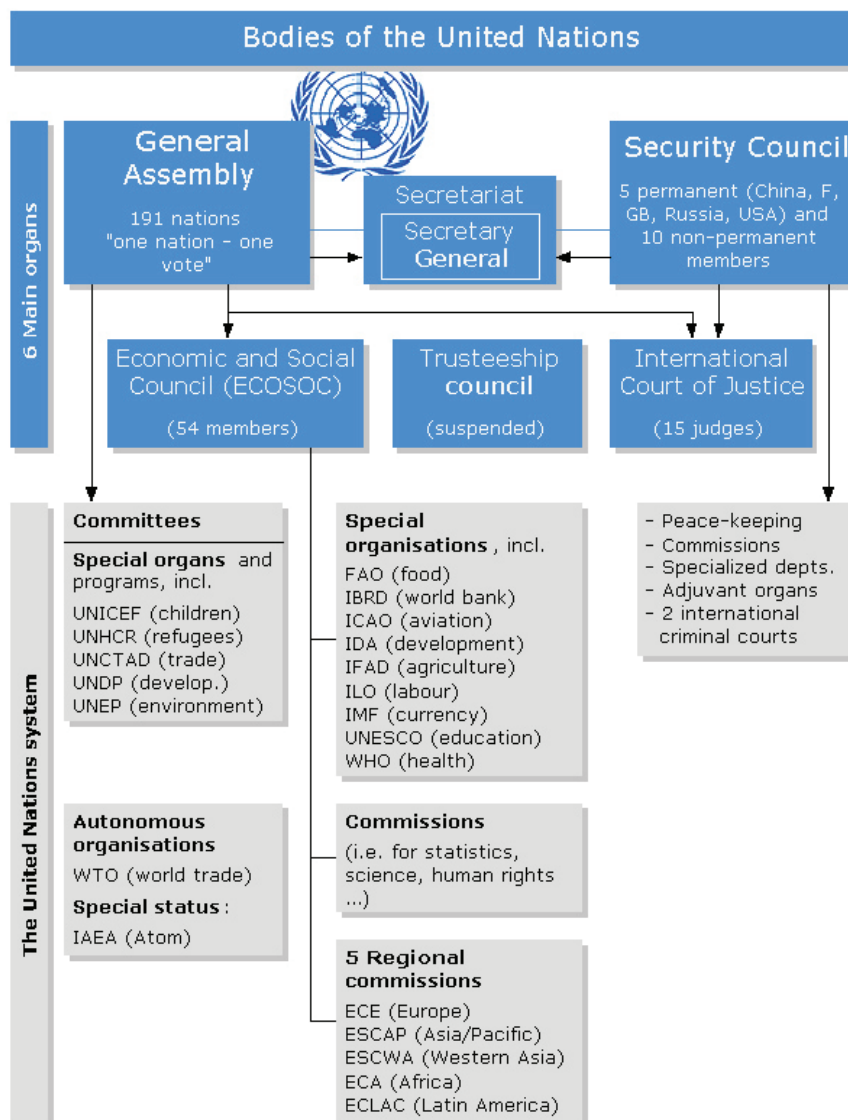 Bodies of the United Nations
6 Main organs
General
Assembly
191 nations
"one nation – one
vote"
Secretariat
Secretary
General
Security Council
5 permanent (China, F,
GB, Russia, USA) and
10 non-permanent
members
Economic and Social
Council (ECOSOC)
(54 members)
Trusteeship
council
(suspended)
International
Court of Justice
(15 judges)
The United Nations system
Committees
Special organs and
programs, incl.
UNICEF (children)
UNHCR (refugees)
UNCTAD (trade)
UNDP (develop.)
UNEP (environment)
Special
organisations , incl.
FAO (food)
IBRD (world bank)
ICAO (aviation)
IDA (development)
IFAD (agriculture)
ILO (labour)
IMF (currency)
UNESCO (education)
WHO (health)
- Peace-keeping
- Commissions
- Specialized depts.
- Adjuvant organs
- 2 international
criminal courts
Autonomous
organisations
WTO (world trade)
Special status :
IAEA (Atom)
Commissions
(i.e. for statistics,
science, human rights
...)
5 Regional
commissions
ECE (Europe)
ESCAP (Asia/Pacific)
ESCWA (Western Asia)
ECA (Africa)
ECLAC (Latin America)